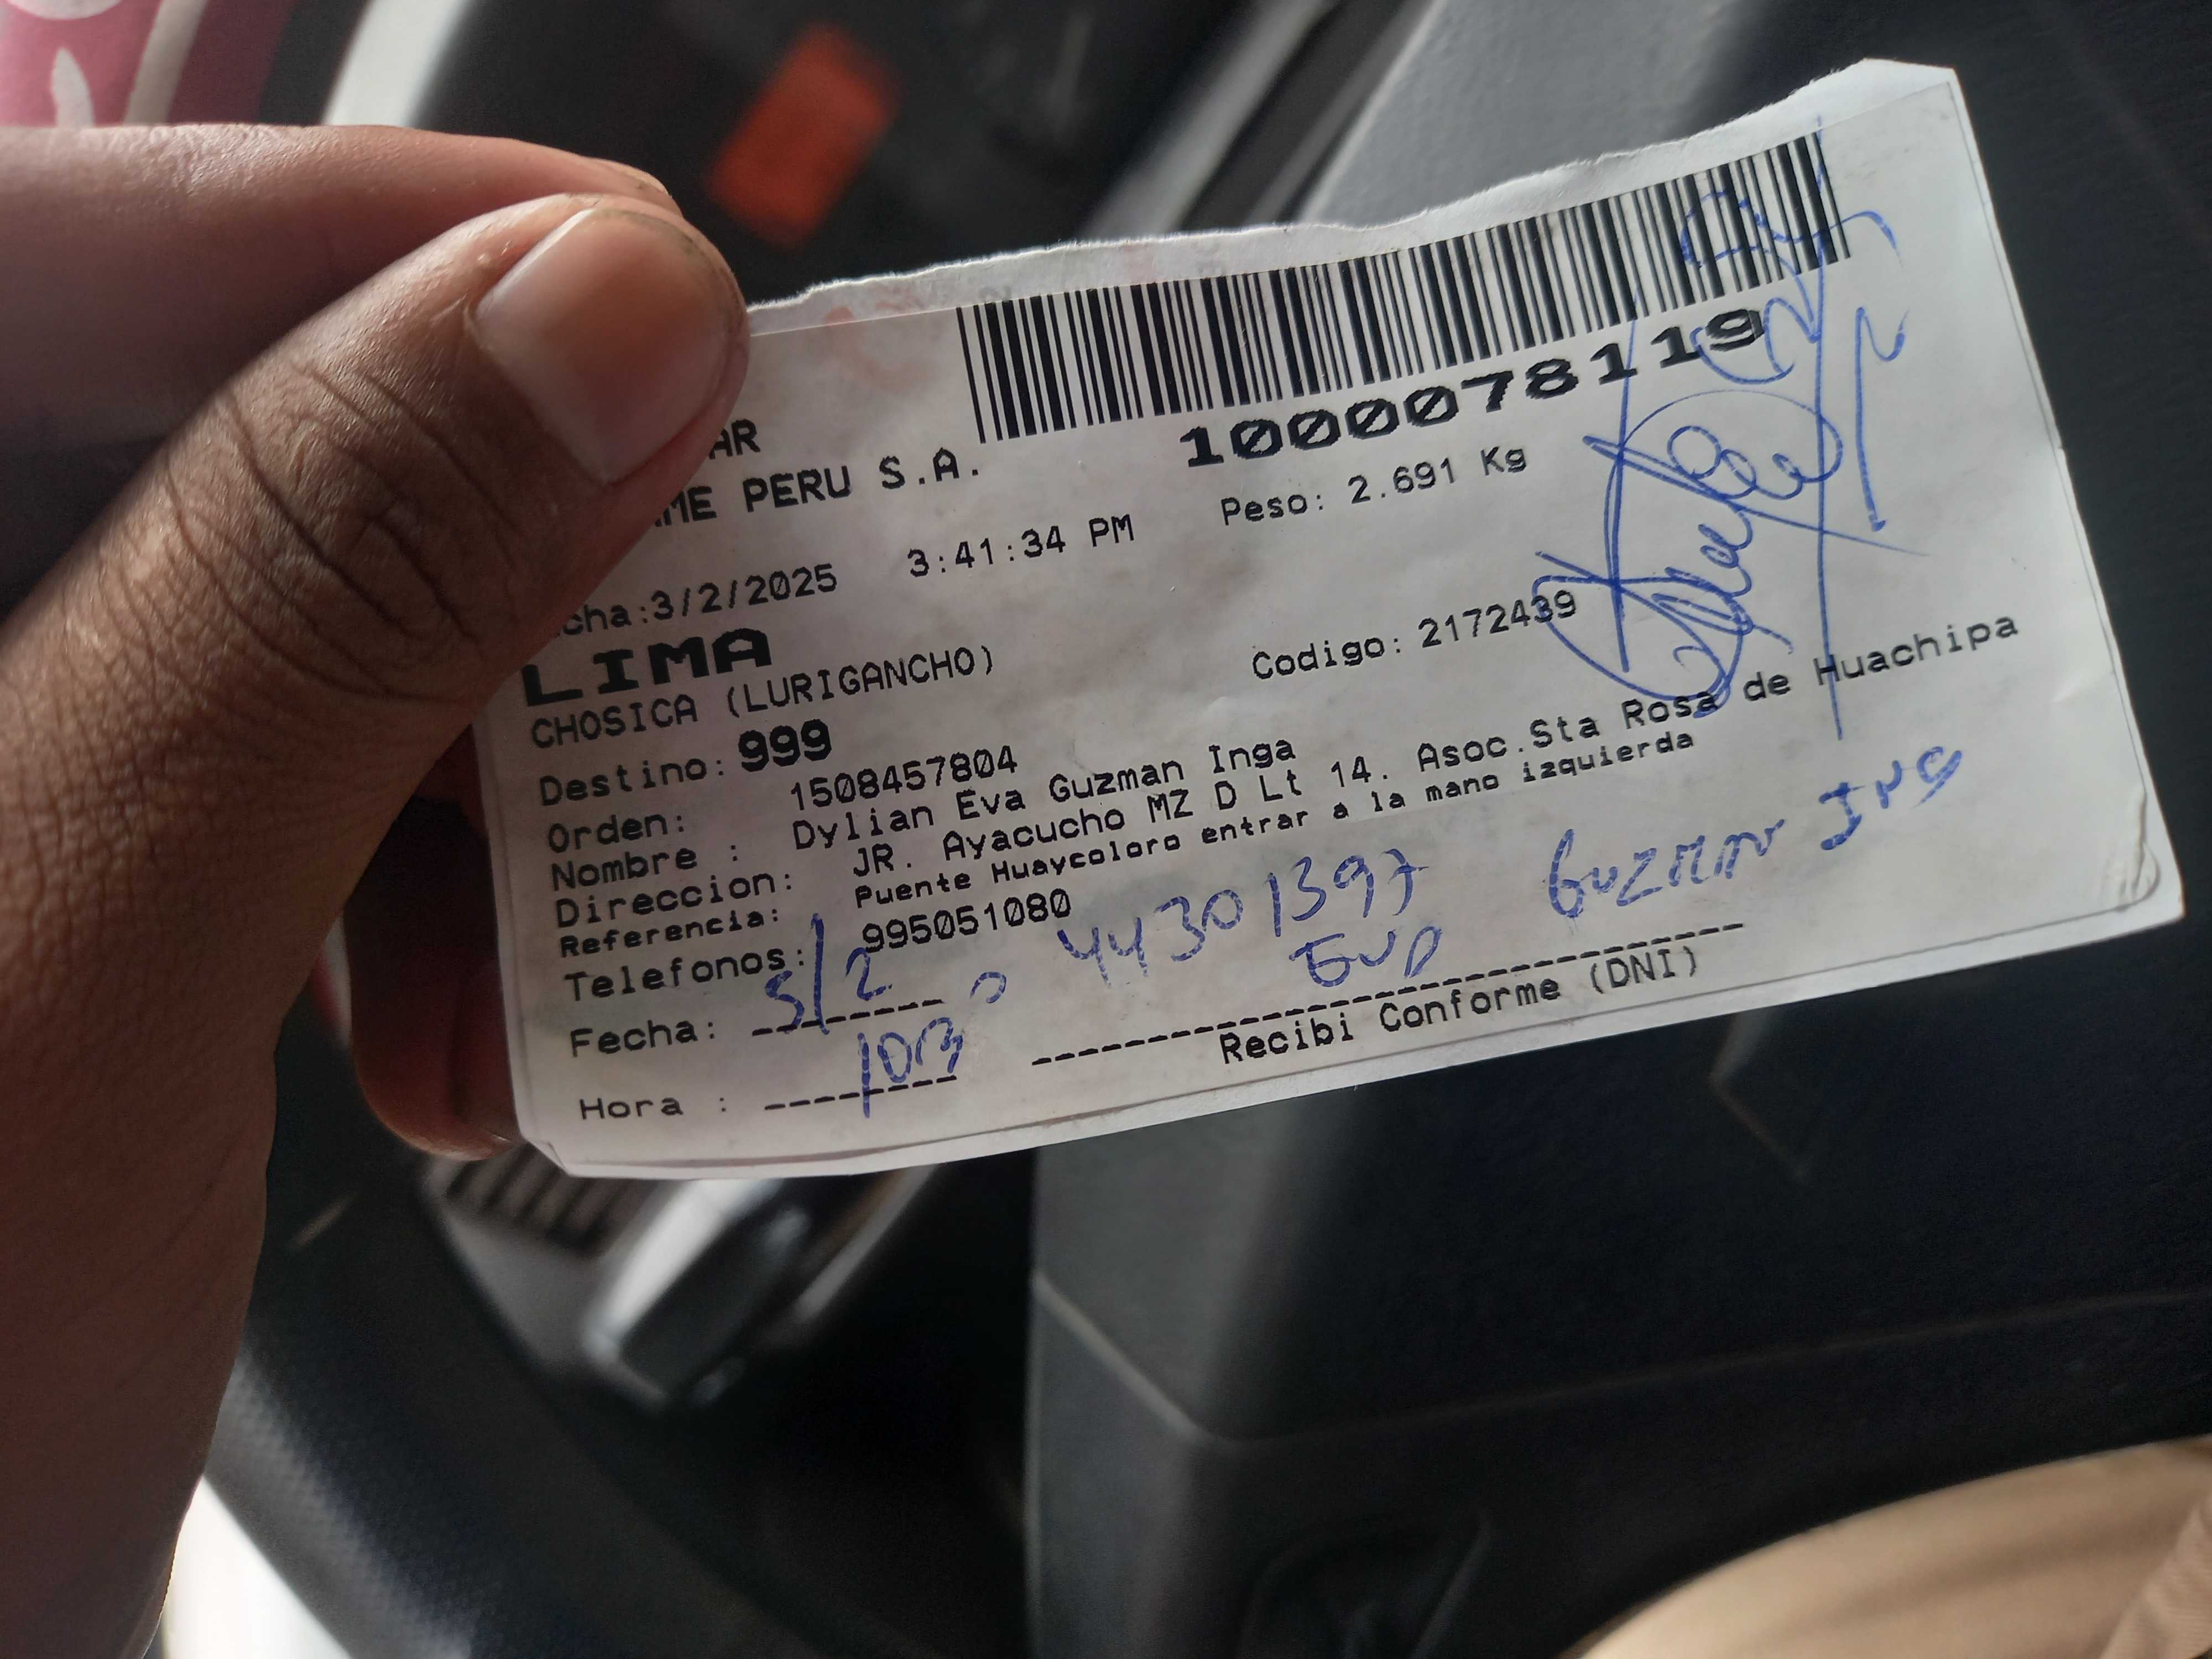 1000078119
AR
ME PERU S.A.
cha:3/2/2025 3:41:34 PM Peso: 2.691 Kg
LIMA
CHOSICA (LURIGANCHO) Codigo: 2172439
Destino: 999
Orden: 1508457804
Nombre : Dylian Eva Guzman Inga
Direccion: JR. Ayacucho MZ D Lt 14. Asoc.Sta Rosa de Huachipa
Referencia: Puente Huaycoloro entrar a la mano izquierda
Telefonos: 995051080
44301397
Guzman
Fecha: 5/2
Hora :
Recibi Conforme (DNI)